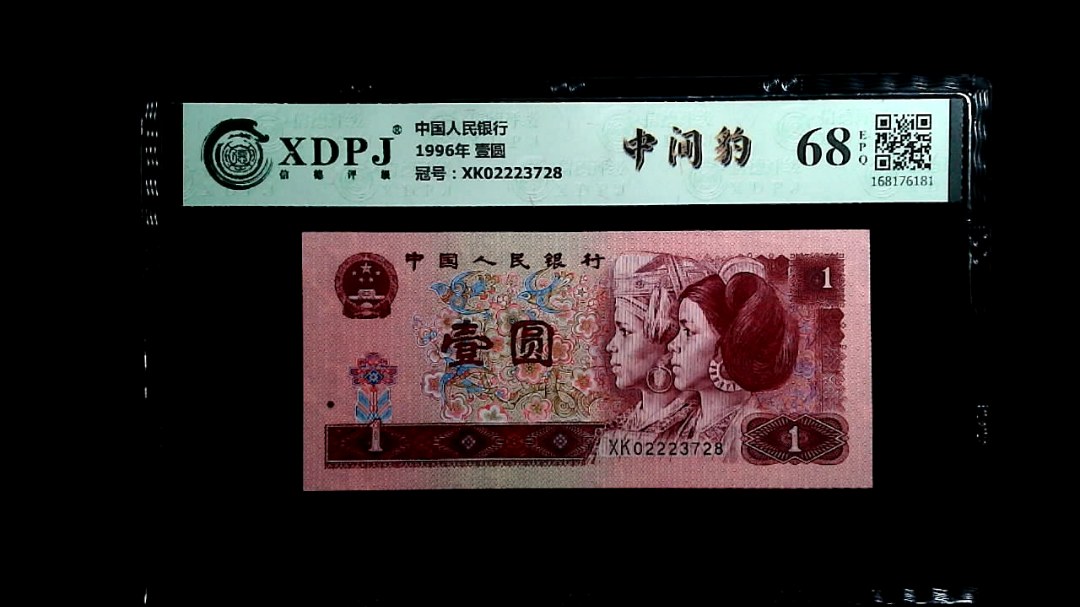 XDPJ®
信德评级
中国人民银行
1996年 壹圆
冠号：XK02223728
中间豹
68
EPQ
168176181
中国人民银行
1
壹圆
1
XK02223728
1